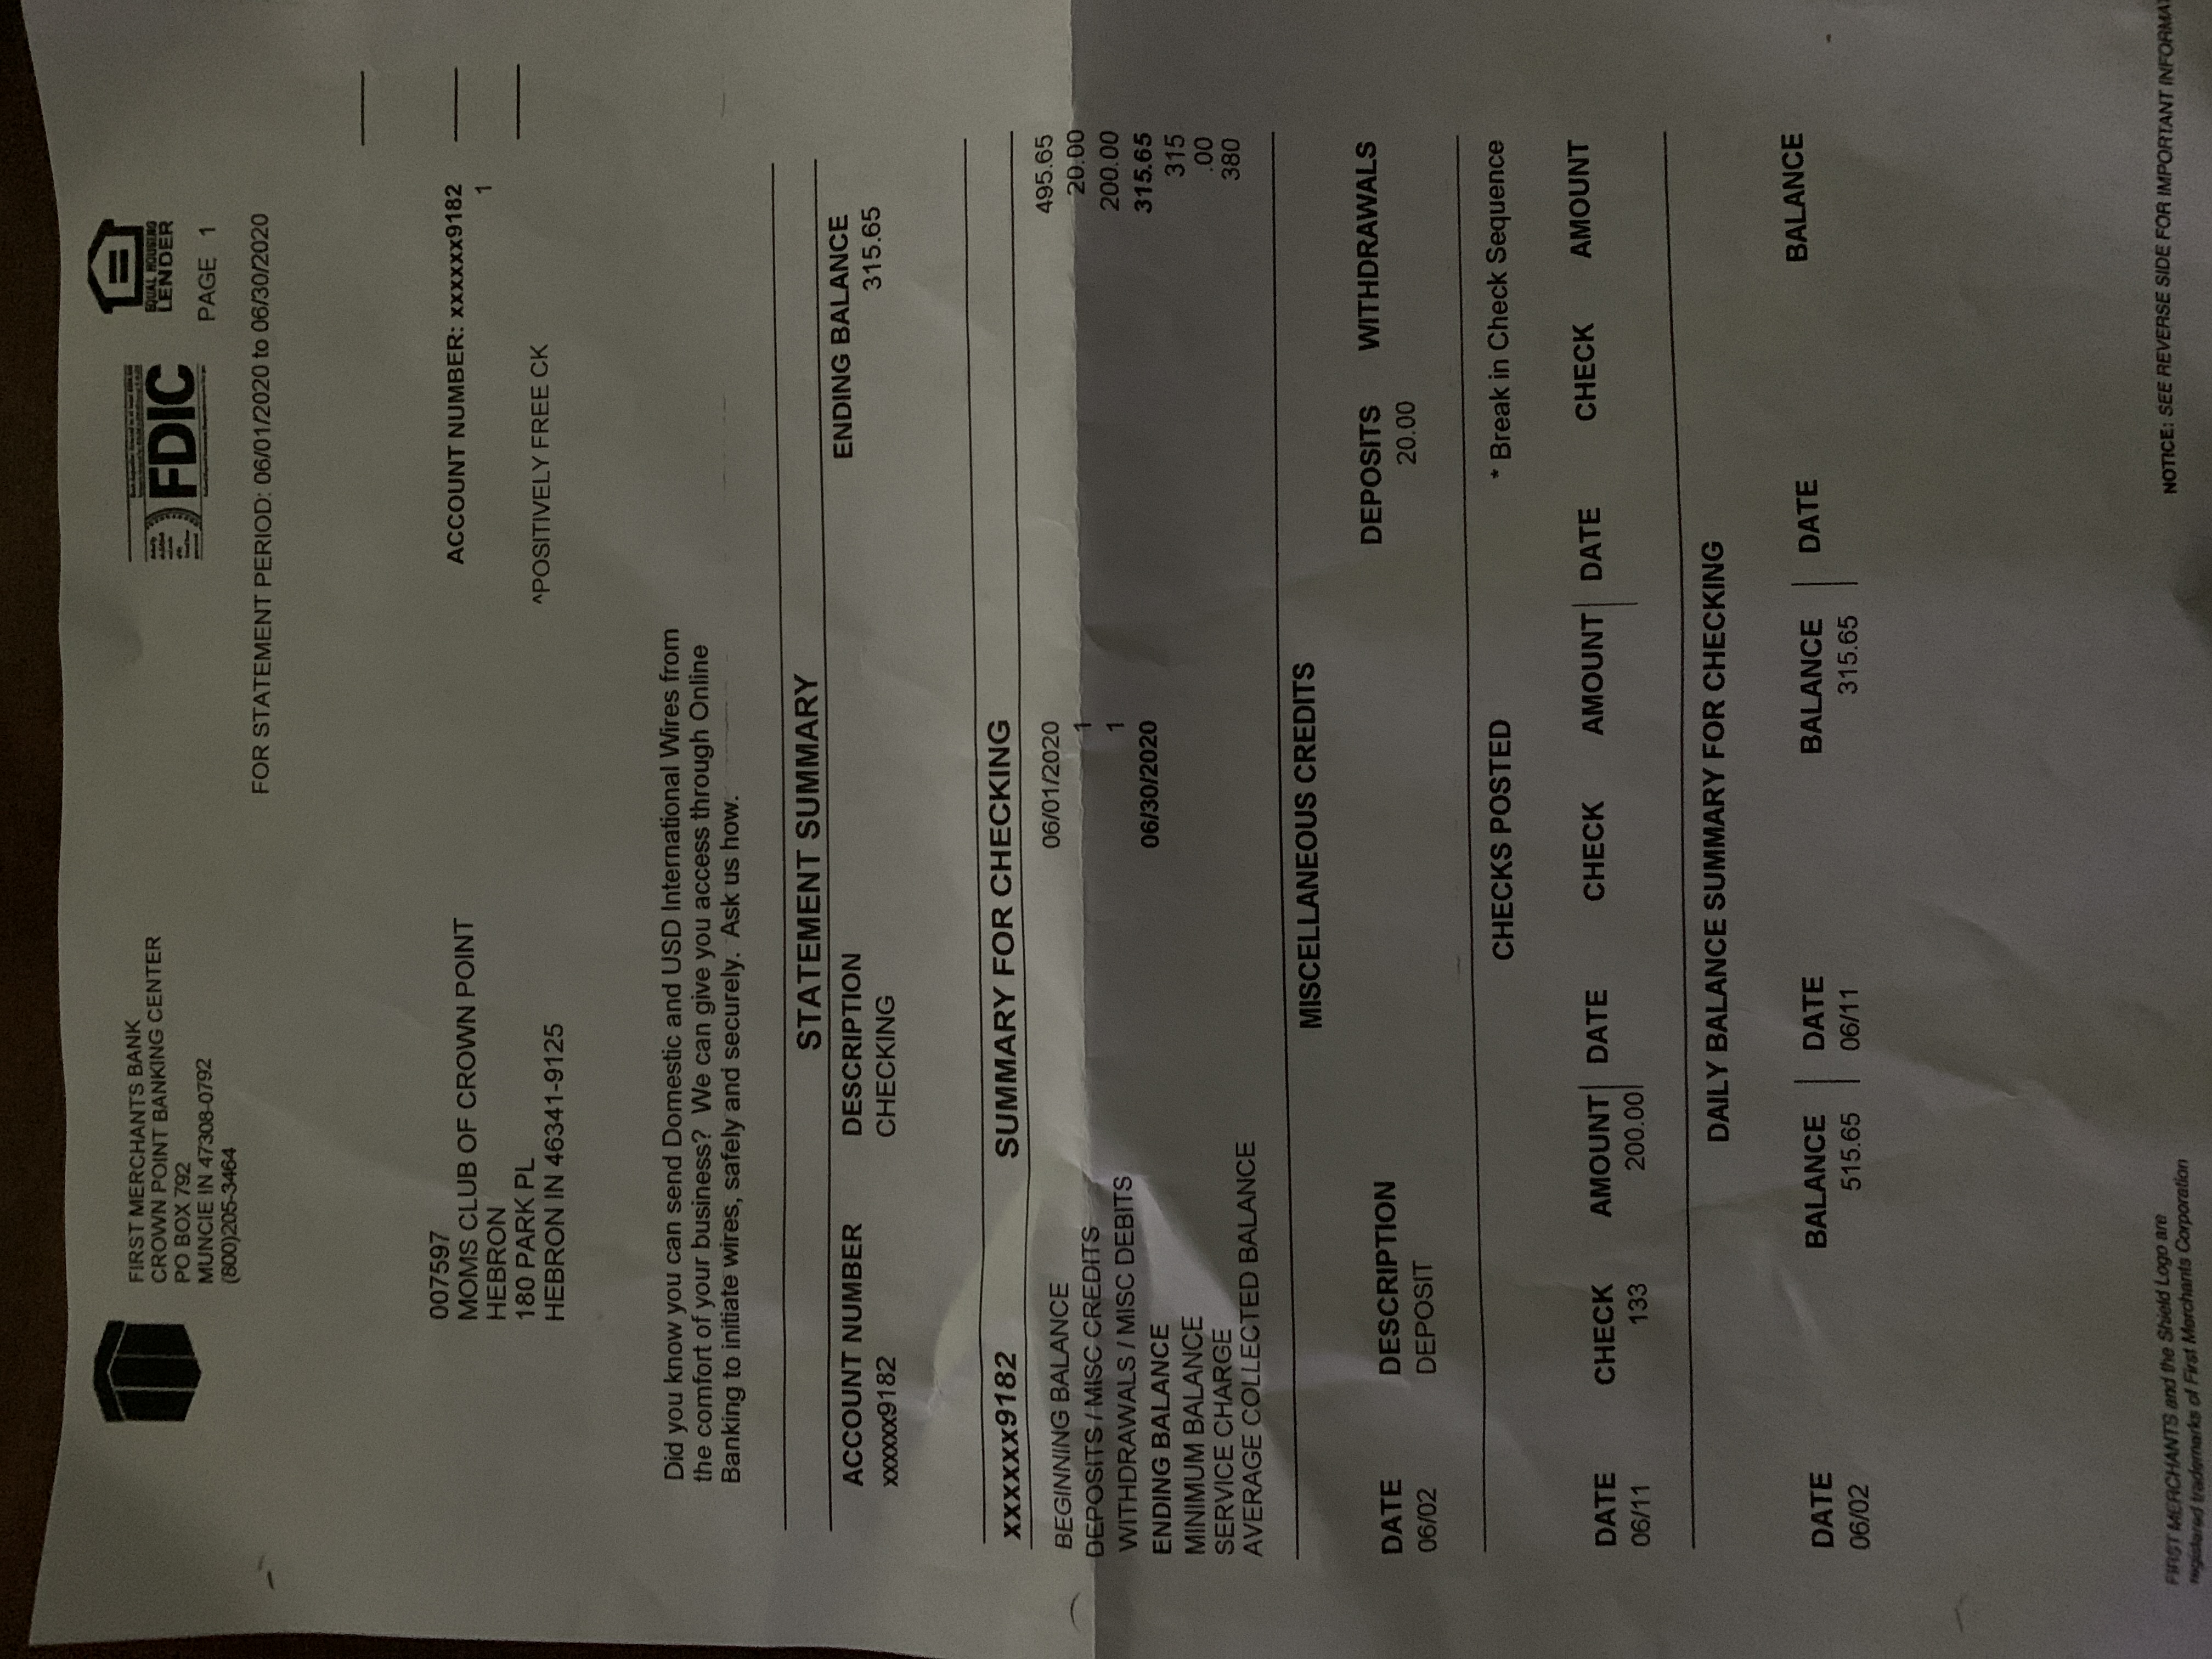 FIRST MERCHANTS BANK
CROWN POINT BANKING CENTER
PO BOX 792
MUNCIE IN 47308-0792
(800)205-3464
FDIC
EQUAL HOUSING
LENDER
PAGE 1
FOR STATEMENT PERIOD: 06/01/2020 to 06/30/2020
007597
MOMS CLUB OF CROWN POINT
HEBRON
180 PARK PL
HEBRON IN 46341-9125
ACCOUNT NUMBER: xxxxxx9182
1
^POSITIVELY FREE CK
Did you know you can send Domestic and USD International Wires from
the comfort of your business? We can give you access through Online
Banking to initiate wires, safely and securely. Ask us how.
STATEMENT SUMMARY
ACCOUNT NUMBER DESCRIPTION ENDING BALANCE
xxxxxx9182 CHECKING 315.65
xxxxxx9182 SUMMARY FOR CHECKING
BEGINNING BALANCE 06/01/2020 495.65
DEPOSITS / MISC CREDITS 1 20.00
WITHDRAWALS / MISC DEBITS 1 200.00
ENDING BALANCE 06/30/2020 315.65
MINIMUM BALANCE 315
SERVICE CHARGE .00
AVERAGE COLLECTED BALANCE 380
MISCELLANEOUS CREDITS
DATE DESCRIPTION DEPOSITS WITHDRAWALS
06/02 DEPOSIT 20.00
CHECKS POSTED * Break in Check Sequence
DATE CHECK AMOUNT DATE CHECK AMOUNT DATE CHECK AMOUNT
06/11 133 200.00
DAILY BALANCE SUMMARY FOR CHECKING
DATE BALANCE DATE BALANCE DATE BALANCE
06/02 515.65 06/11 315.65
FIRST MERCHANTS and the Shield Logo are
registered trademarks of First Merchants Corporation
NOTICE: SEE REVERSE SIDE FOR IMPORTANT INFORMA